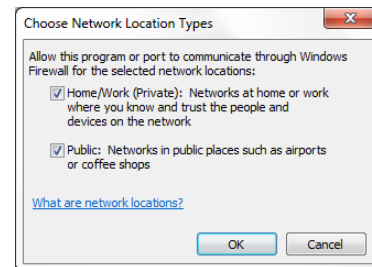 Choose Network Location Types
Allow this program or port to communicate through Windows
Firewall for the selected network locations:
Home/Work (Private): Networks at home or work
where you know and trust the people and
devices on the network
Public: Networks in public places such as airports
or coffee shops
What are network locations?
OK Cancel